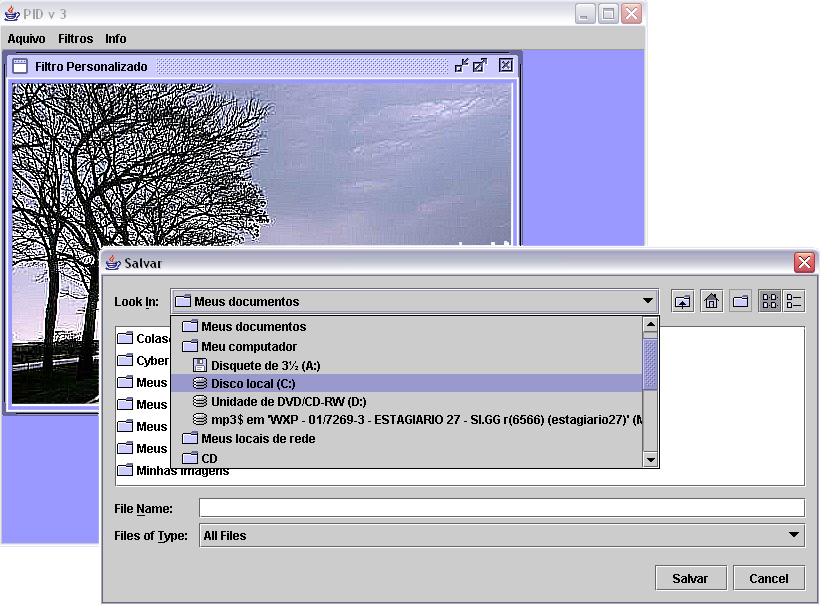 PID v 3
Aquivo Filtros Info
Filtro Personalizado
Salvar
Look In: Meus documentos
Meus documentos
Meu computador
Disquete de 3½ (A:)
Disco local (C:)
Unidade de DVD/CD-RW (D:)
mp3$ em 'WXP - 01/7269-3 - ESTAGIARIO 27 - SI.GG r(6566) (estagiario27)' (M
Meus locais de rede
CD
Colas
Cyber
Meus
Meus
Meus
Meus
Minhas imagens
File Name:
Files of Type: All Files
Salvar Cancel